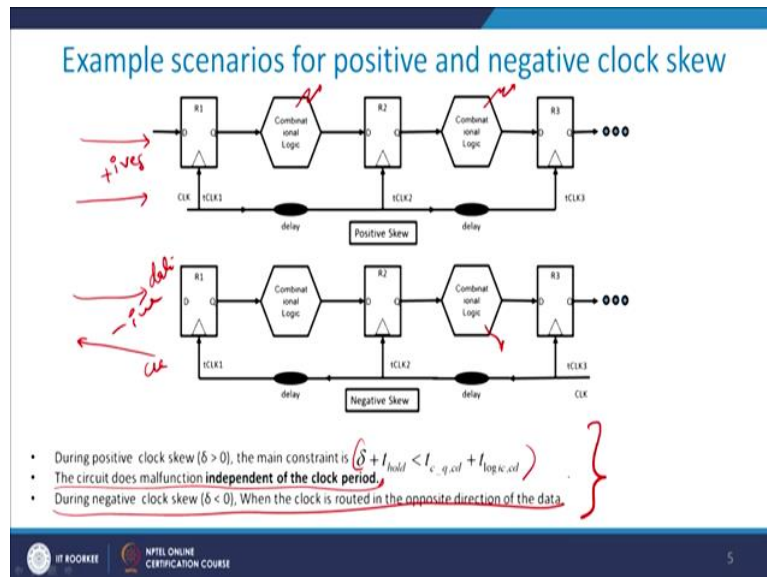 Example scenarios for positive and negative clock skew
R1
R2
R3
Combinat
ional
Logic
Combinat
ional
Logic
D
Q
D
Q
D
Q
+ives
CLK
tCLK1
tCLK2
tCLK3
delay
delay
Positive Skew
R1
R2
R3
Combinat
ional
Logic
Combinat
ional
Logic
D
Q
D
Q
D
Q
-ive
tCLK1
tCLK2
tCLK3
delay
delay
CLK
Negative Skew
• During positive clock skew (δ > 0), the main constraint is δ + t_hold < t_c_q,cd + t_logic,cd
• The circuit does malfunction independent of the clock period.
• During negative clock skew (δ < 0), When the clock is routed in the opposite direction of the data.
IIT ROORKEE
NPTEL ONLINE
CERTIFICATION COURSE
5